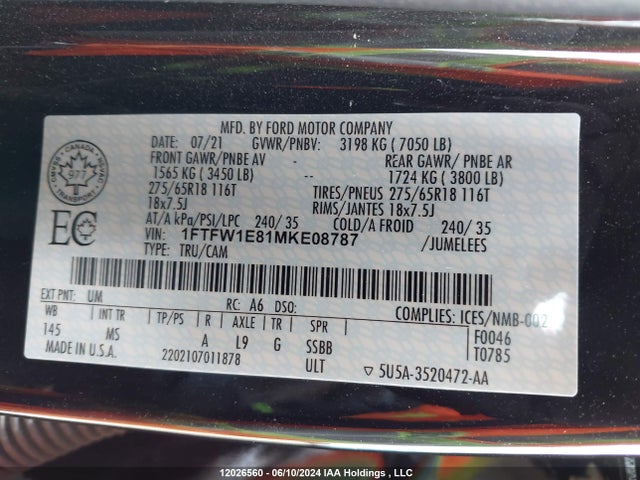 MFD. BY FORD MOTOR COMPANY
DATE: 07/21 GVWR/PNBV: 3198 KG ( 7050 LB)
FRONT GAWR/PNBE AV - REAR GAWR/ PNBE AR
1565 KG ( 3450 LB) -- 1724 KG ( 3800 LB)
275/65R18 116T TIRES/PNEUS 275/65R18 116T
18x7.5J RIMS/JANTES 18x7.5J
AT/A kPa/PSI/LPC 240/ 35 COLD/A FROID 240/ 35
VIN: 1FTFW1E81MKE08787 /JUMELEES
TYPE: TRU/CAM
CANADA
977
TRANSPORT
EC
EXT PNT: UM RC: A6 DSO: COMPLIES: ICES/NMB-002
WB INT TR TP/PS R AXLE TR SPR F0046
145 MS A L9 G SSBB T0785
MADE IN U.S.A. 2202107011878 ULT ▽ 5U5A-3520472-AA
12026560 - 06/10/2024 IAA Holdings , LLC